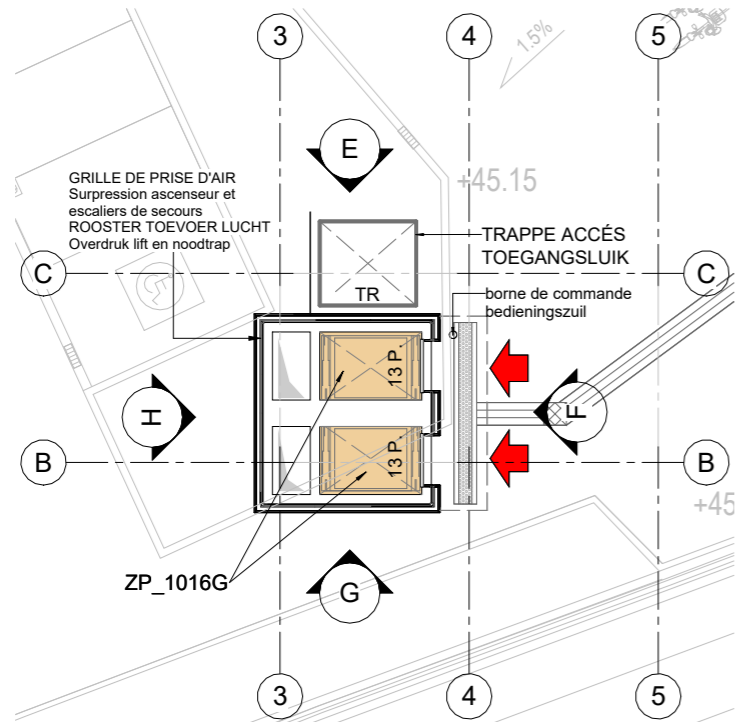 3
4
5
1.5%
E
+45.15
GRILLE DE PRISE D'AIR
Surpression ascenseur et
escaliers de secours
ROOSTER TOEVOER LUCHT
Overdruk lift en noodtrap
TRAPPE ACCÉS
TOEGANGSLUIK
C
C
TR
borne de commande
bedieningszuil
13 P.
H
F
13 P.
B
B
+45
ZP_1016G
G
3
4
5